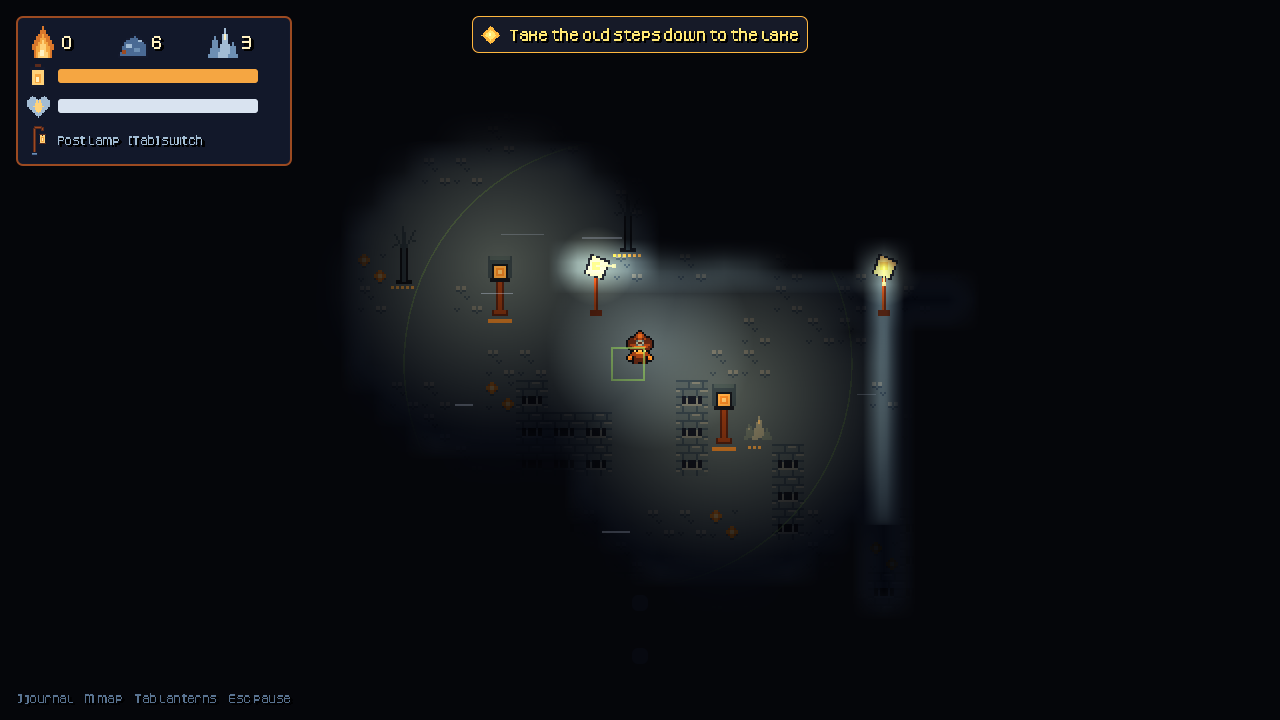 0 6 3
Take the old steps down to the lake
Post Lamp [Tab] switch
J journal M map Tab lanterns Esc pause